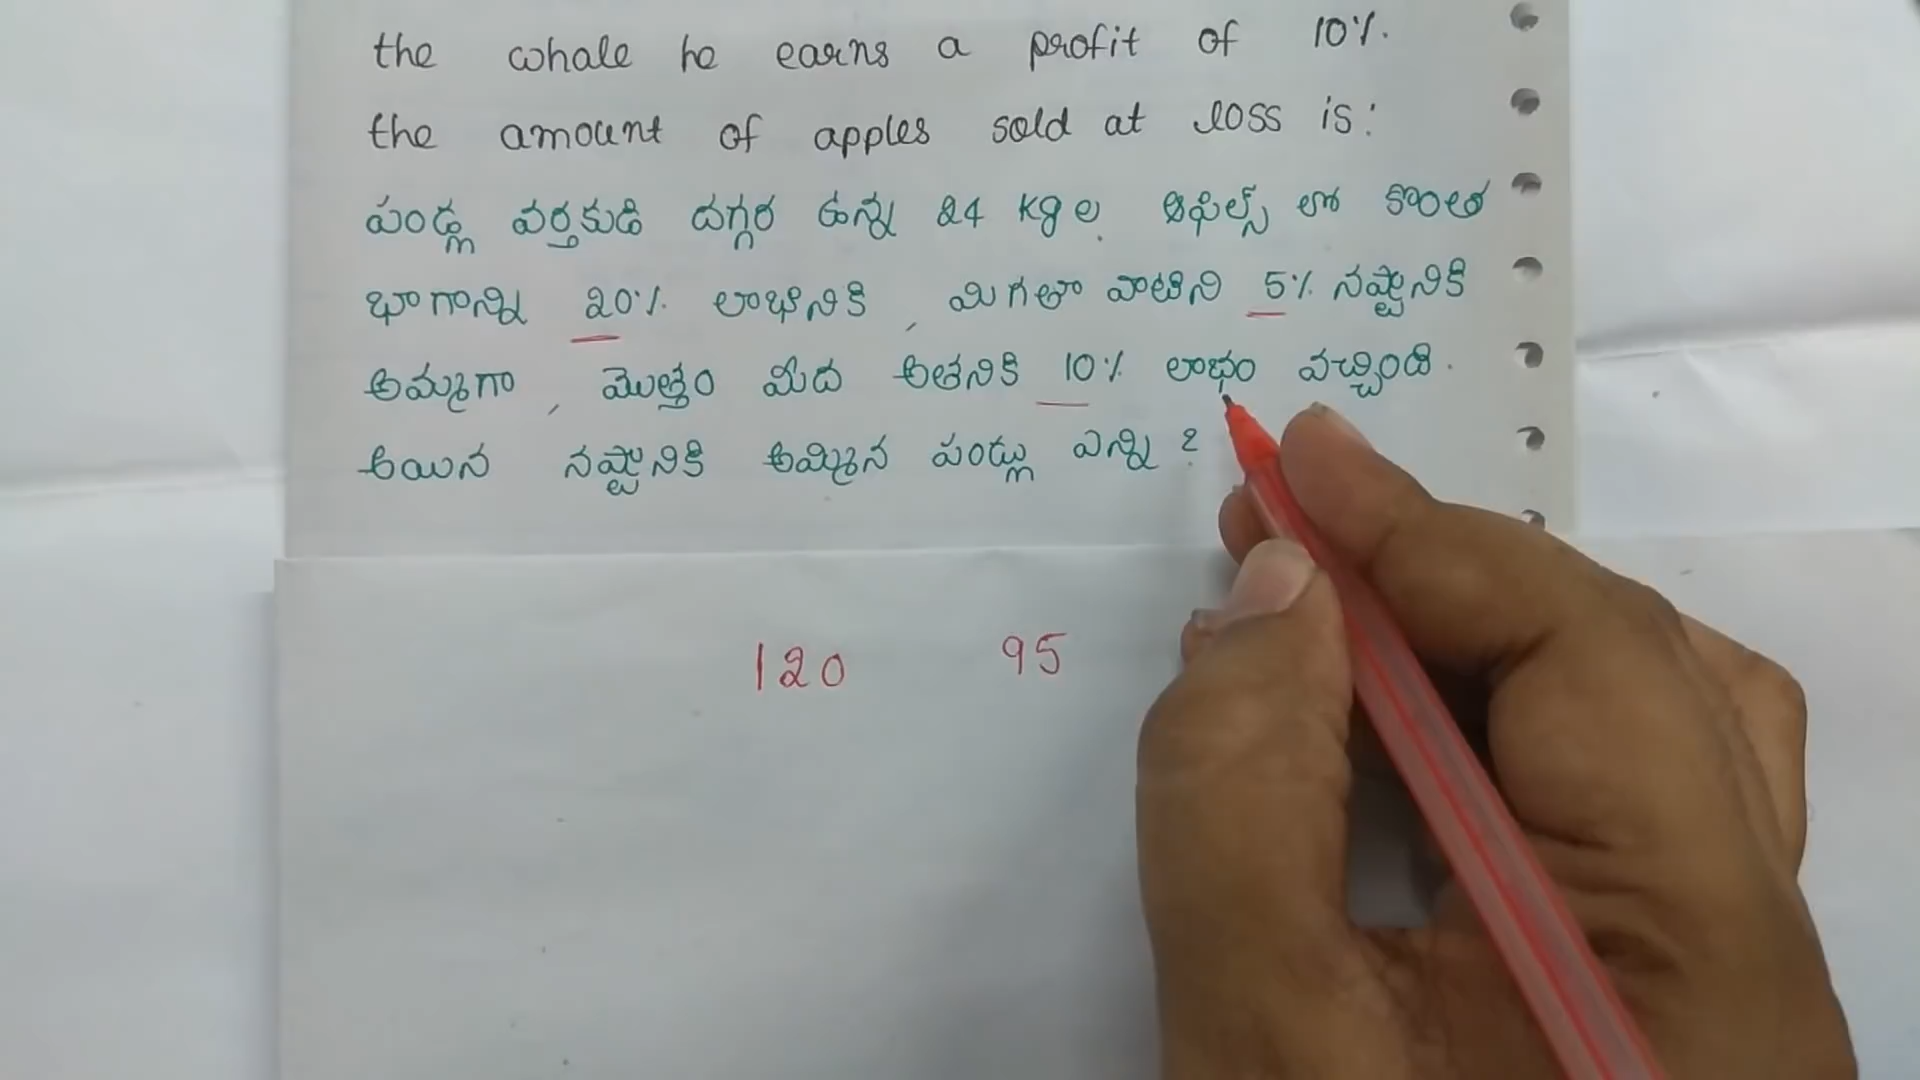 the whole he earns a profit of 10%.
the amount of apples sold at loss is:
పండ్ల వర్తకుడి దగ్గర ఉన్న 24 kg ల ఆఫిల్స్ లో కొంత
భాగాన్ని 20% లాభానికి, మిగతా వాటిని 5% నష్టానికి
అమ్మగా, మొత్తం మీద అతనికి 10% లాభం వచ్చింది.
అయిన నష్టానికి అమ్మిన పండ్లు ఎన్ని?
120 95